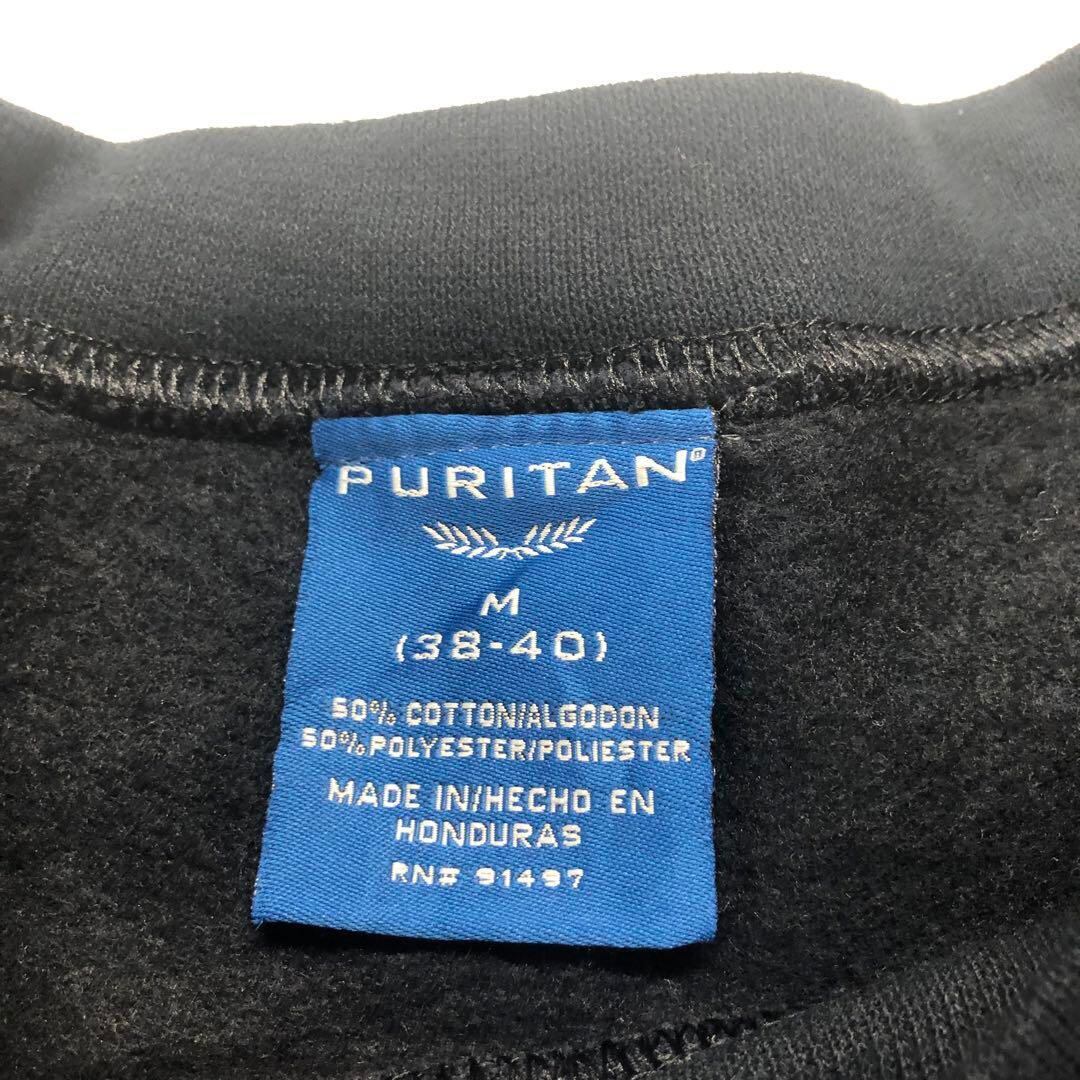 PURITAN®
M
(38-40)
50% COTTON/ALGODON
50% POLYESTER/POLIESTER
MADE IN/HECHO EN
HONDURAS
RN# 91497